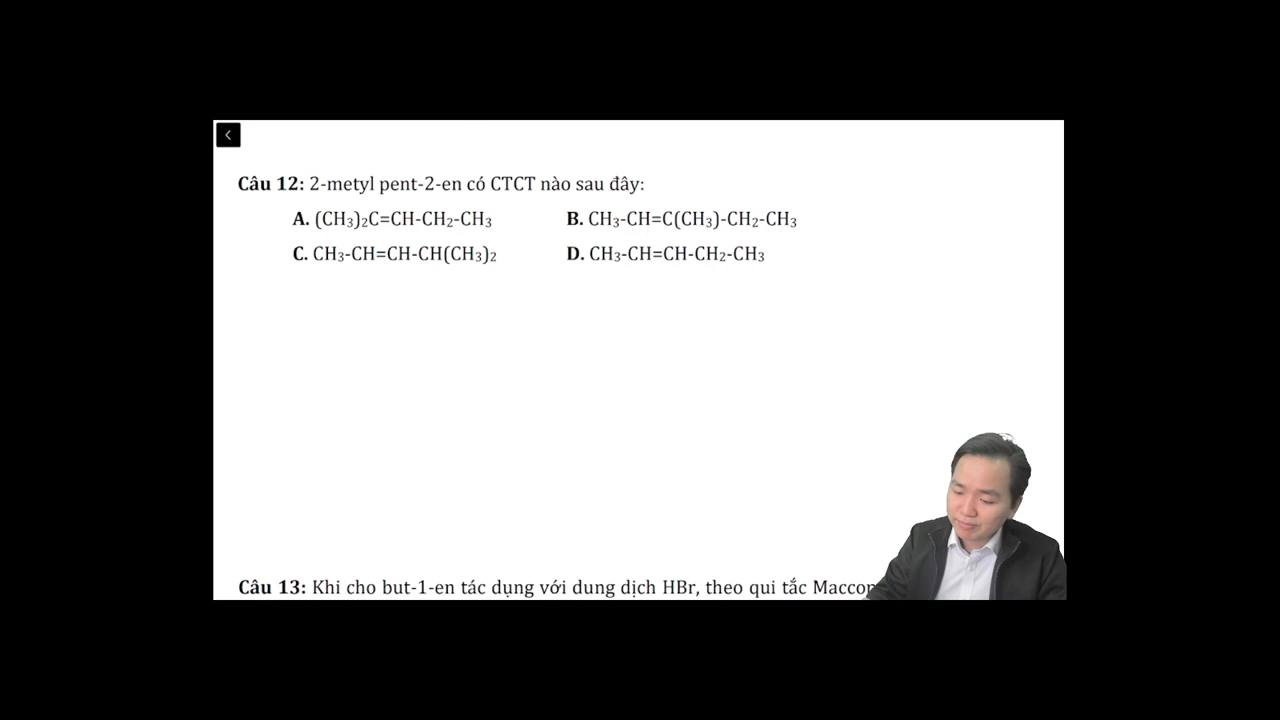 Câu 12: 2-metyl pent-2-en có CTCT nào sau đây:
A. (CH₃)₂C=CH-CH₂-CH₃ B. CH₃-CH=C(CH₃)-CH₂-CH₃
C. CH₃-CH=CH-CH(CH₃)₂ D. CH₃-CH=CH-CH₂-CH₃
Câu 13: Khi cho but-1-en tác dụng với dung dịch HBr, theo qui tắc